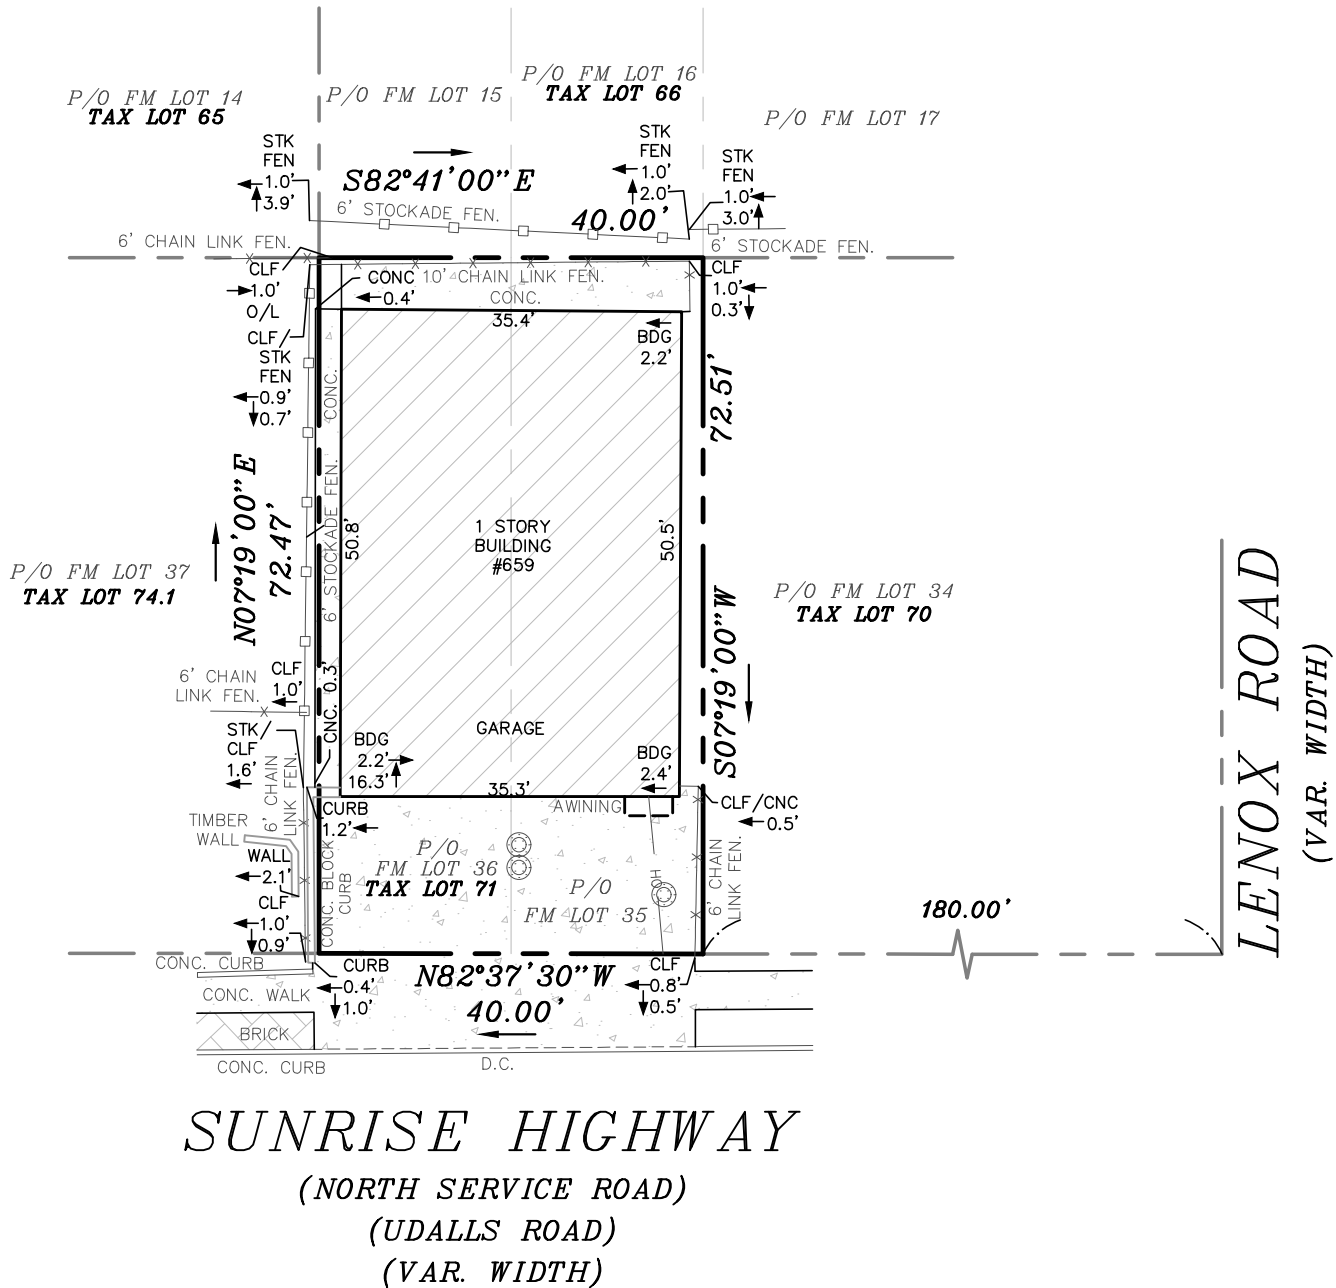 P/O FM LOT 14
TAX LOT 65
P/O FM LOT 15
P/O FM LOT 16
TAX LOT 66
P/O FM LOT 17
STK
FEN
1.0'
3.9'
S82°41'00"E
40.00'
6' STOCKADE FEN.
STK
FEN
1.0'
2.0'
STK
FEN
1.0'
3.0'
6' STOCKADE FEN.
6' CHAIN LINK FEN.
CLF
1.0'
O/L
CONC
0.4'
10' CHAIN LINK FEN.
CONC.
35.4'
CLF
1.0'
0.3'
BDG
2.2'
CLF/
STK
FEN
0.9'
0.7'
CONC.
6' STOCKADE FEN.
72.51'
N07°19'00"E
72.47'
50.8'
1 STORY
BUILDING
#659
50.5'
P/O FM LOT 37
TAX LOT 74.1
P/O FM LOT 34
TAX LOT 70
S07°19'00"W
LENOX ROAD
(VAR. WIDTH)
6' CHAIN
LINK FEN.
CLF
1.0'
CNC. 0.3'
STK/
CLF
1.6'
GARAGE
BDG
2.2'
16.3'
BDG
2.4'
35.3'
AWINING
CLF/CNC
0.5'
6' CHAIN
LINK FEN.
CURB
1.2'
TIMBER
WALL
WALL
2.1'
P/O
FM LOT 36
TAX LOT 71
P/O
FM LOT 35
OH
6' CHAIN
LINK FEN.
CONC. BLOCK
CURB
CLF
1.0'
0.9'
180.00'
CONC. CURB
CURB
0.4'
1.0'
N82°37'30"W
40.00'
CLF
0.8'
0.5'
CONC. WALK
BRICK
CONC. CURB
D.C.
SUNRISE HIGHWAY
(NORTH SERVICE ROAD)
(UDALLS ROAD)
(VAR. WIDTH)